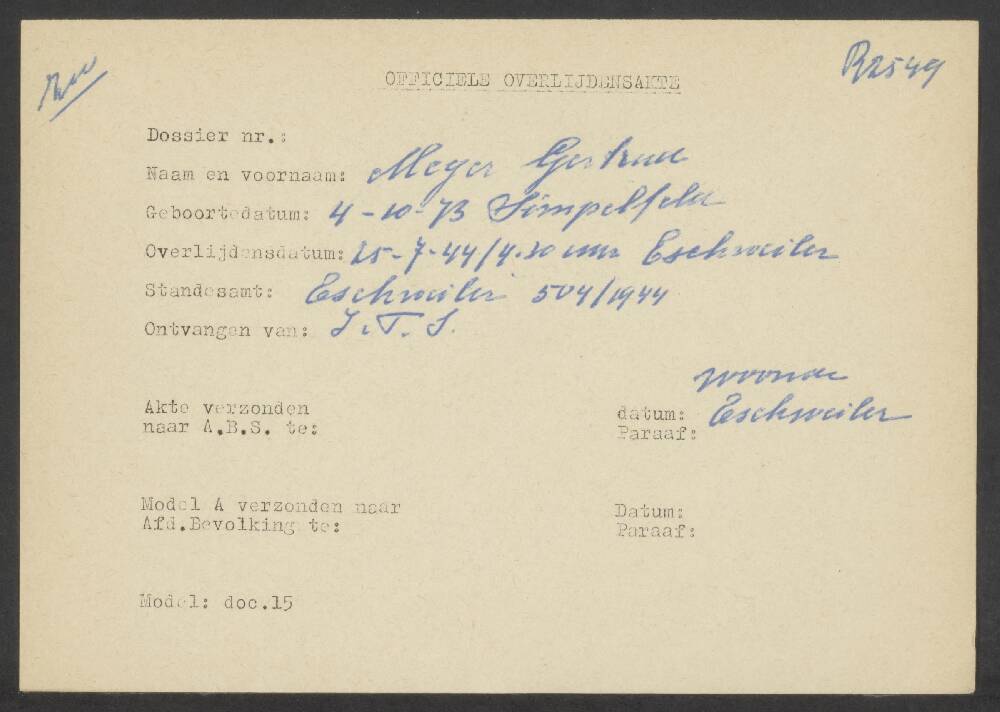 R2549
OFFICIELE OVERLIJDENSAKTE
Dossier nr.:
Naam en voornaam: Meyer Gertrud
Geboortedatum: 4-10-73 Simpelfeld
Overlijdensdatum: 25-7-44/4.30 uur Eschweiler
Standesamt: Eschweiler 504/1944
Ontvangen van: I.T.S.
woonde
Akte verzonden datum: Eschweiler
naar A.B.S. te: Paraaf:
Model A verzonden naar Datum:
Afd.Bevolking te: Paraaf:
Model: doc.15